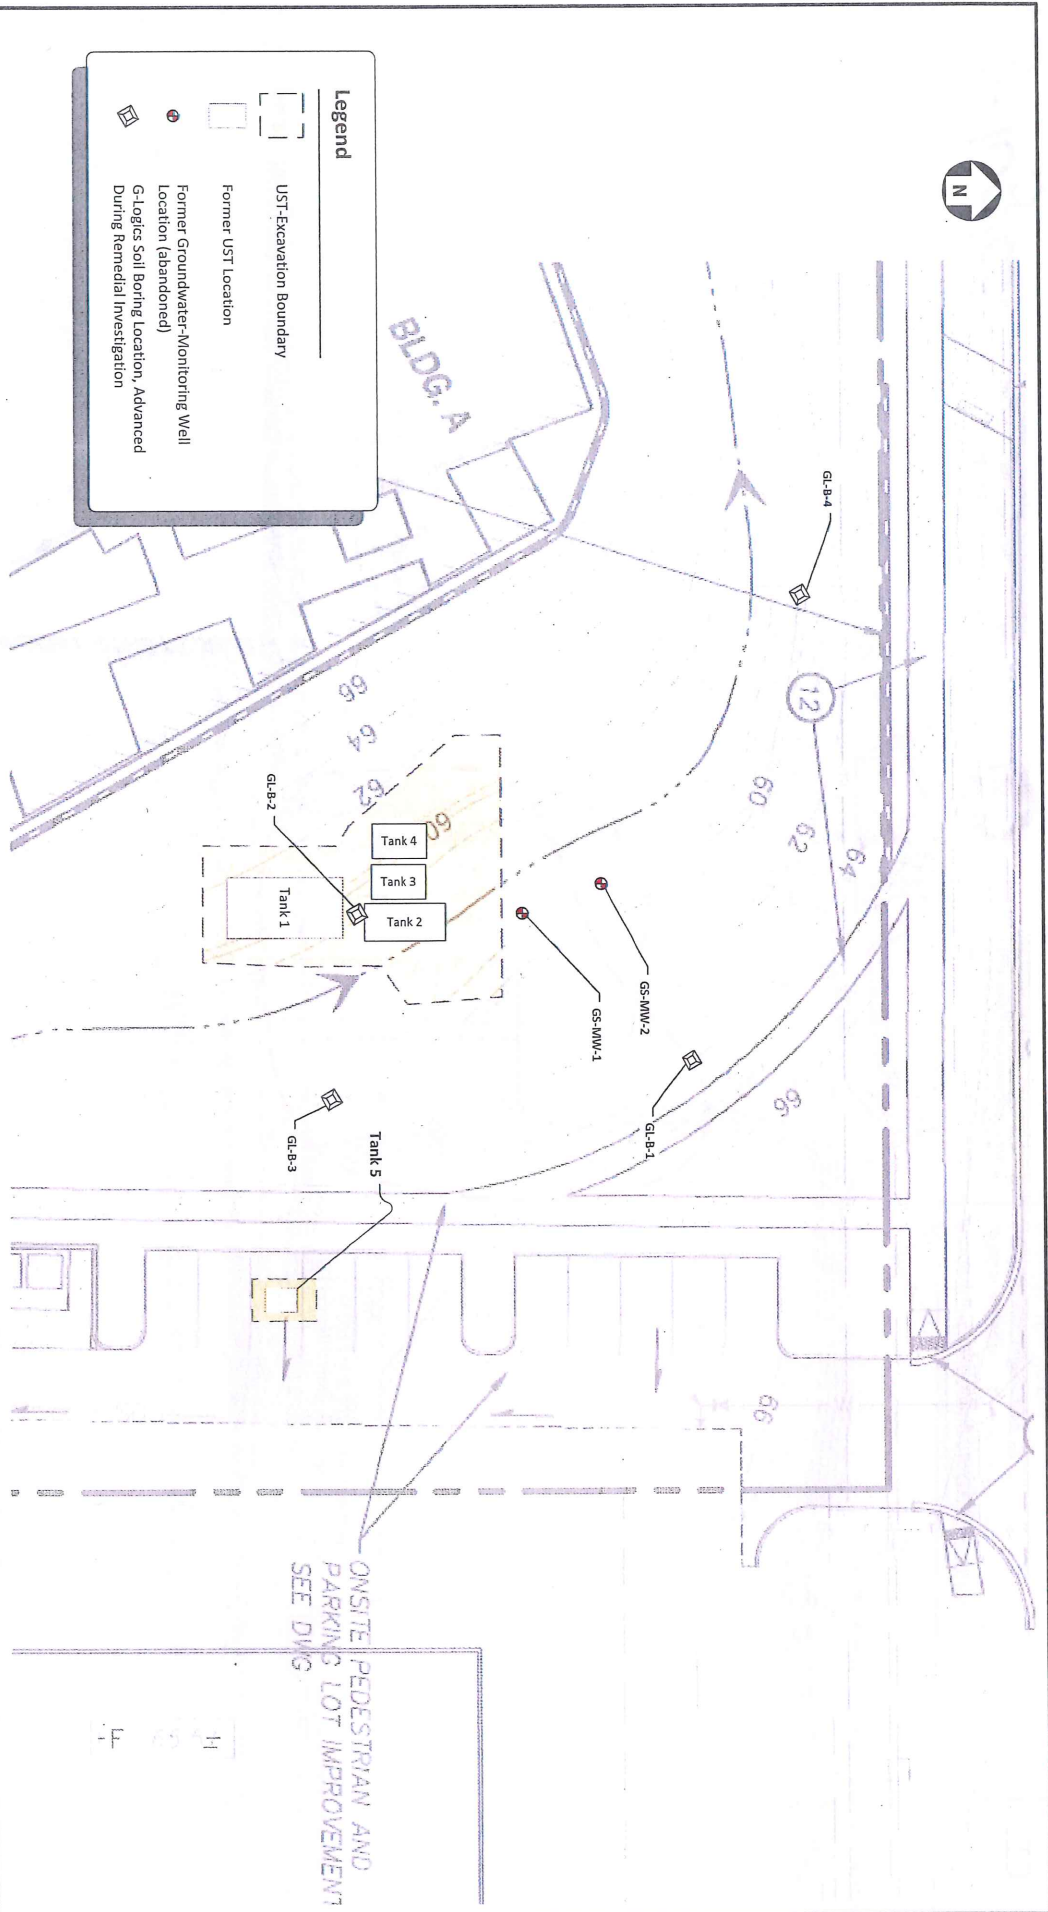 N
Legend
UST-Excavation Boundary
Former UST Location
Former Groundwater-Monitoring Well
Location (abandoned)
G-Logics Soil Boring Location, Advanced
During Remedial Investigation
BLDG. A
GL-B-4
12
60
62
64
66
66
64
62
60
GL-B-2
Tank 4
Tank 3
Tank 2
Tank 1
GS-MW-2
GS-MW-1
GL-B-1
GL-B-3
Tank 5
66
ONSITE PEDESTRIAN AND
PARKING LOT IMPROVEMENT
SEE DWG